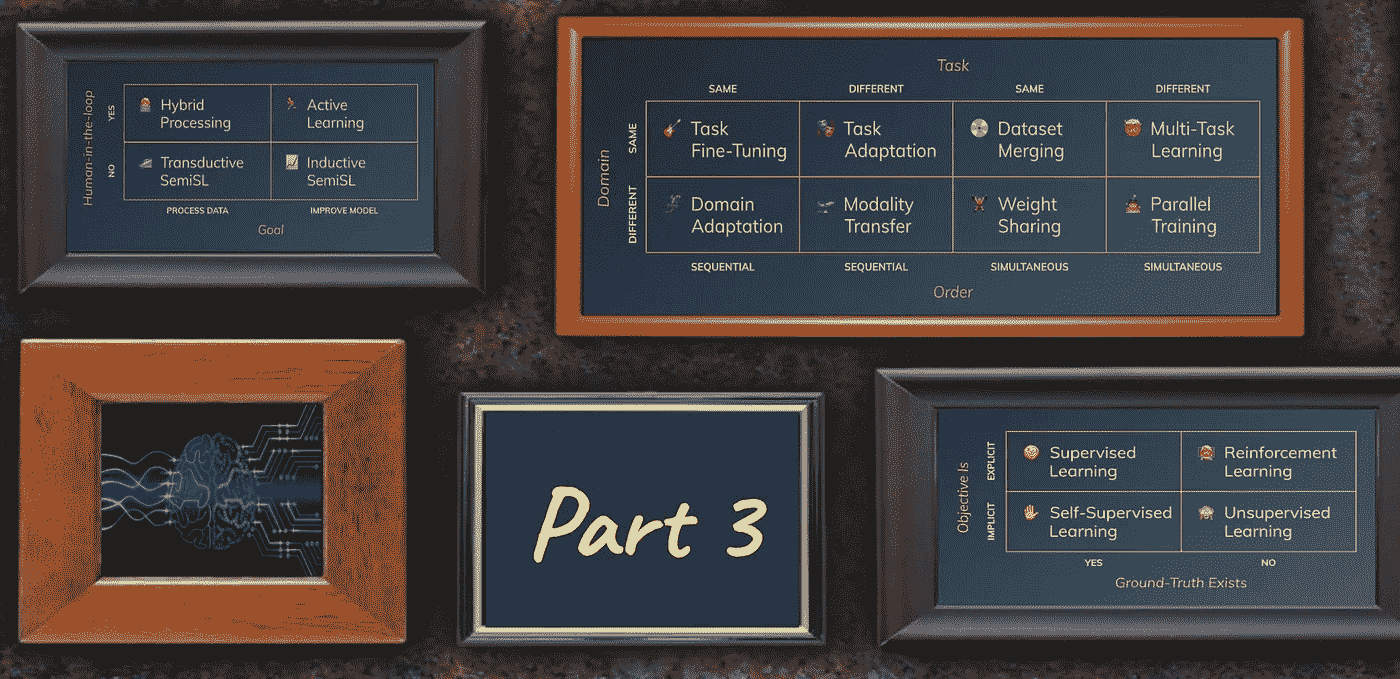 Human-in-the-loop
YES
NO
Hybrid
Processing
Active
Learning
Transductive
SemiSL
Inductive
SemiSL
PROCESS DATA
IMPROVE MODEL
Goal
Task
SAME
DIFFERENT
SAME
DIFFERENT
Domain
SAME
DIFFERENT
Task
Fine-Tuning
Task
Adaptation
Dataset
Merging
Multi-Task
Learning
Domain
Adaptation
Modality
Transfer
Weight
Sharing
Parallel
Training
SEQUENTIAL
SEQUENTIAL
SIMULTANEOUS
SIMULTANEOUS
Order
Part 3
Objective Is
EXPLICIT
IMPLICIT
Supervised
Learning
Reinforcement
Learning
Self-Supervised
Learning
Unsupervised
Learning
YES
NO
Ground-Truth Exists